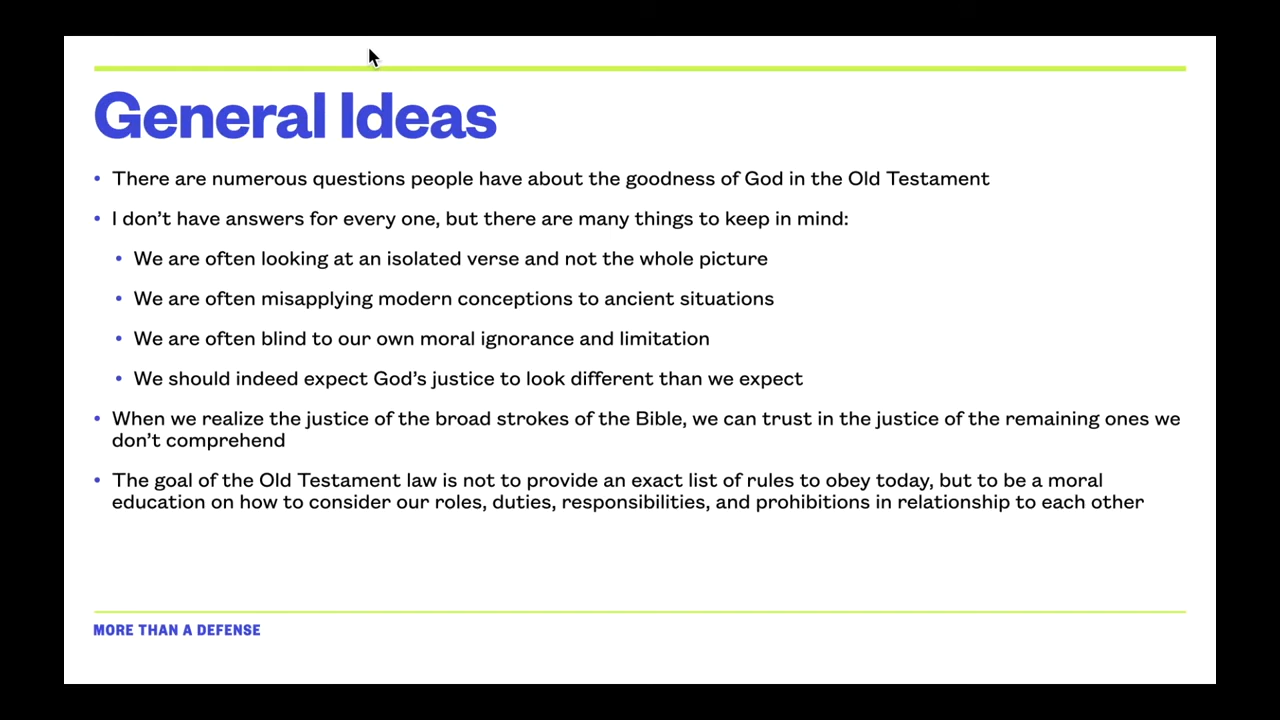 General Ideas
• There are numerous questions people have about the goodness of God in the Old Testament
• I don't have answers for every one, but there are many things to keep in mind:
• We are often looking at an isolated verse and not the whole picture
• We are often misapplying modern conceptions to ancient situations
• We are often blind to our own moral ignorance and limitation
• We should indeed expect God's justice to look different than we expect
• When we realize the justice of the broad strokes of the Bible, we can trust in the justice of the remaining ones we
don't comprehend
• The goal of the Old Testament law is not to provide an exact list of rules to obey today, but to be a moral
education on how to consider our roles, duties, responsibilities, and prohibitions in relationship to each other
MORE THAN A DEFENSE